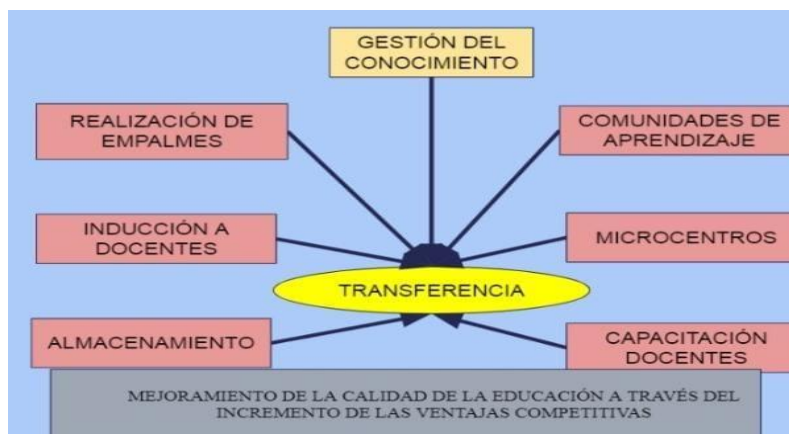 GESTIÓN DEL
CONOCIMIENTO
REALIZACIÓN DE
EMPALMES
COMUNIDADES DE
APRENDIZAJE
INDUCCIÓN A
DOCENTES
MICROCENTROS
TRANSFERENCIA
ALMACENAMIENTO
CAPACITACIÓN
DOCENTES
MEJORAMIENTO DE LA CALIDAD DE LA EDUCACIÓN A TRAVÉS DEL
INCREMENTO DE LAS VENTAJAS COMPETITIVAS